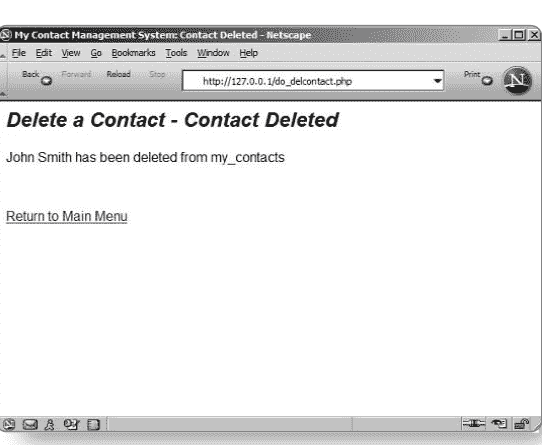 My Contact Management System: Contact Deleted - Netscape
File Edit View Go Bookmarks Tools Window Help
Back Forward Reload Stop http://127.0.0.1/do_delcontact.php Print N
Delete a Contact - Contact Deleted
John Smith has been deleted from my_contacts
Return to Main Menu